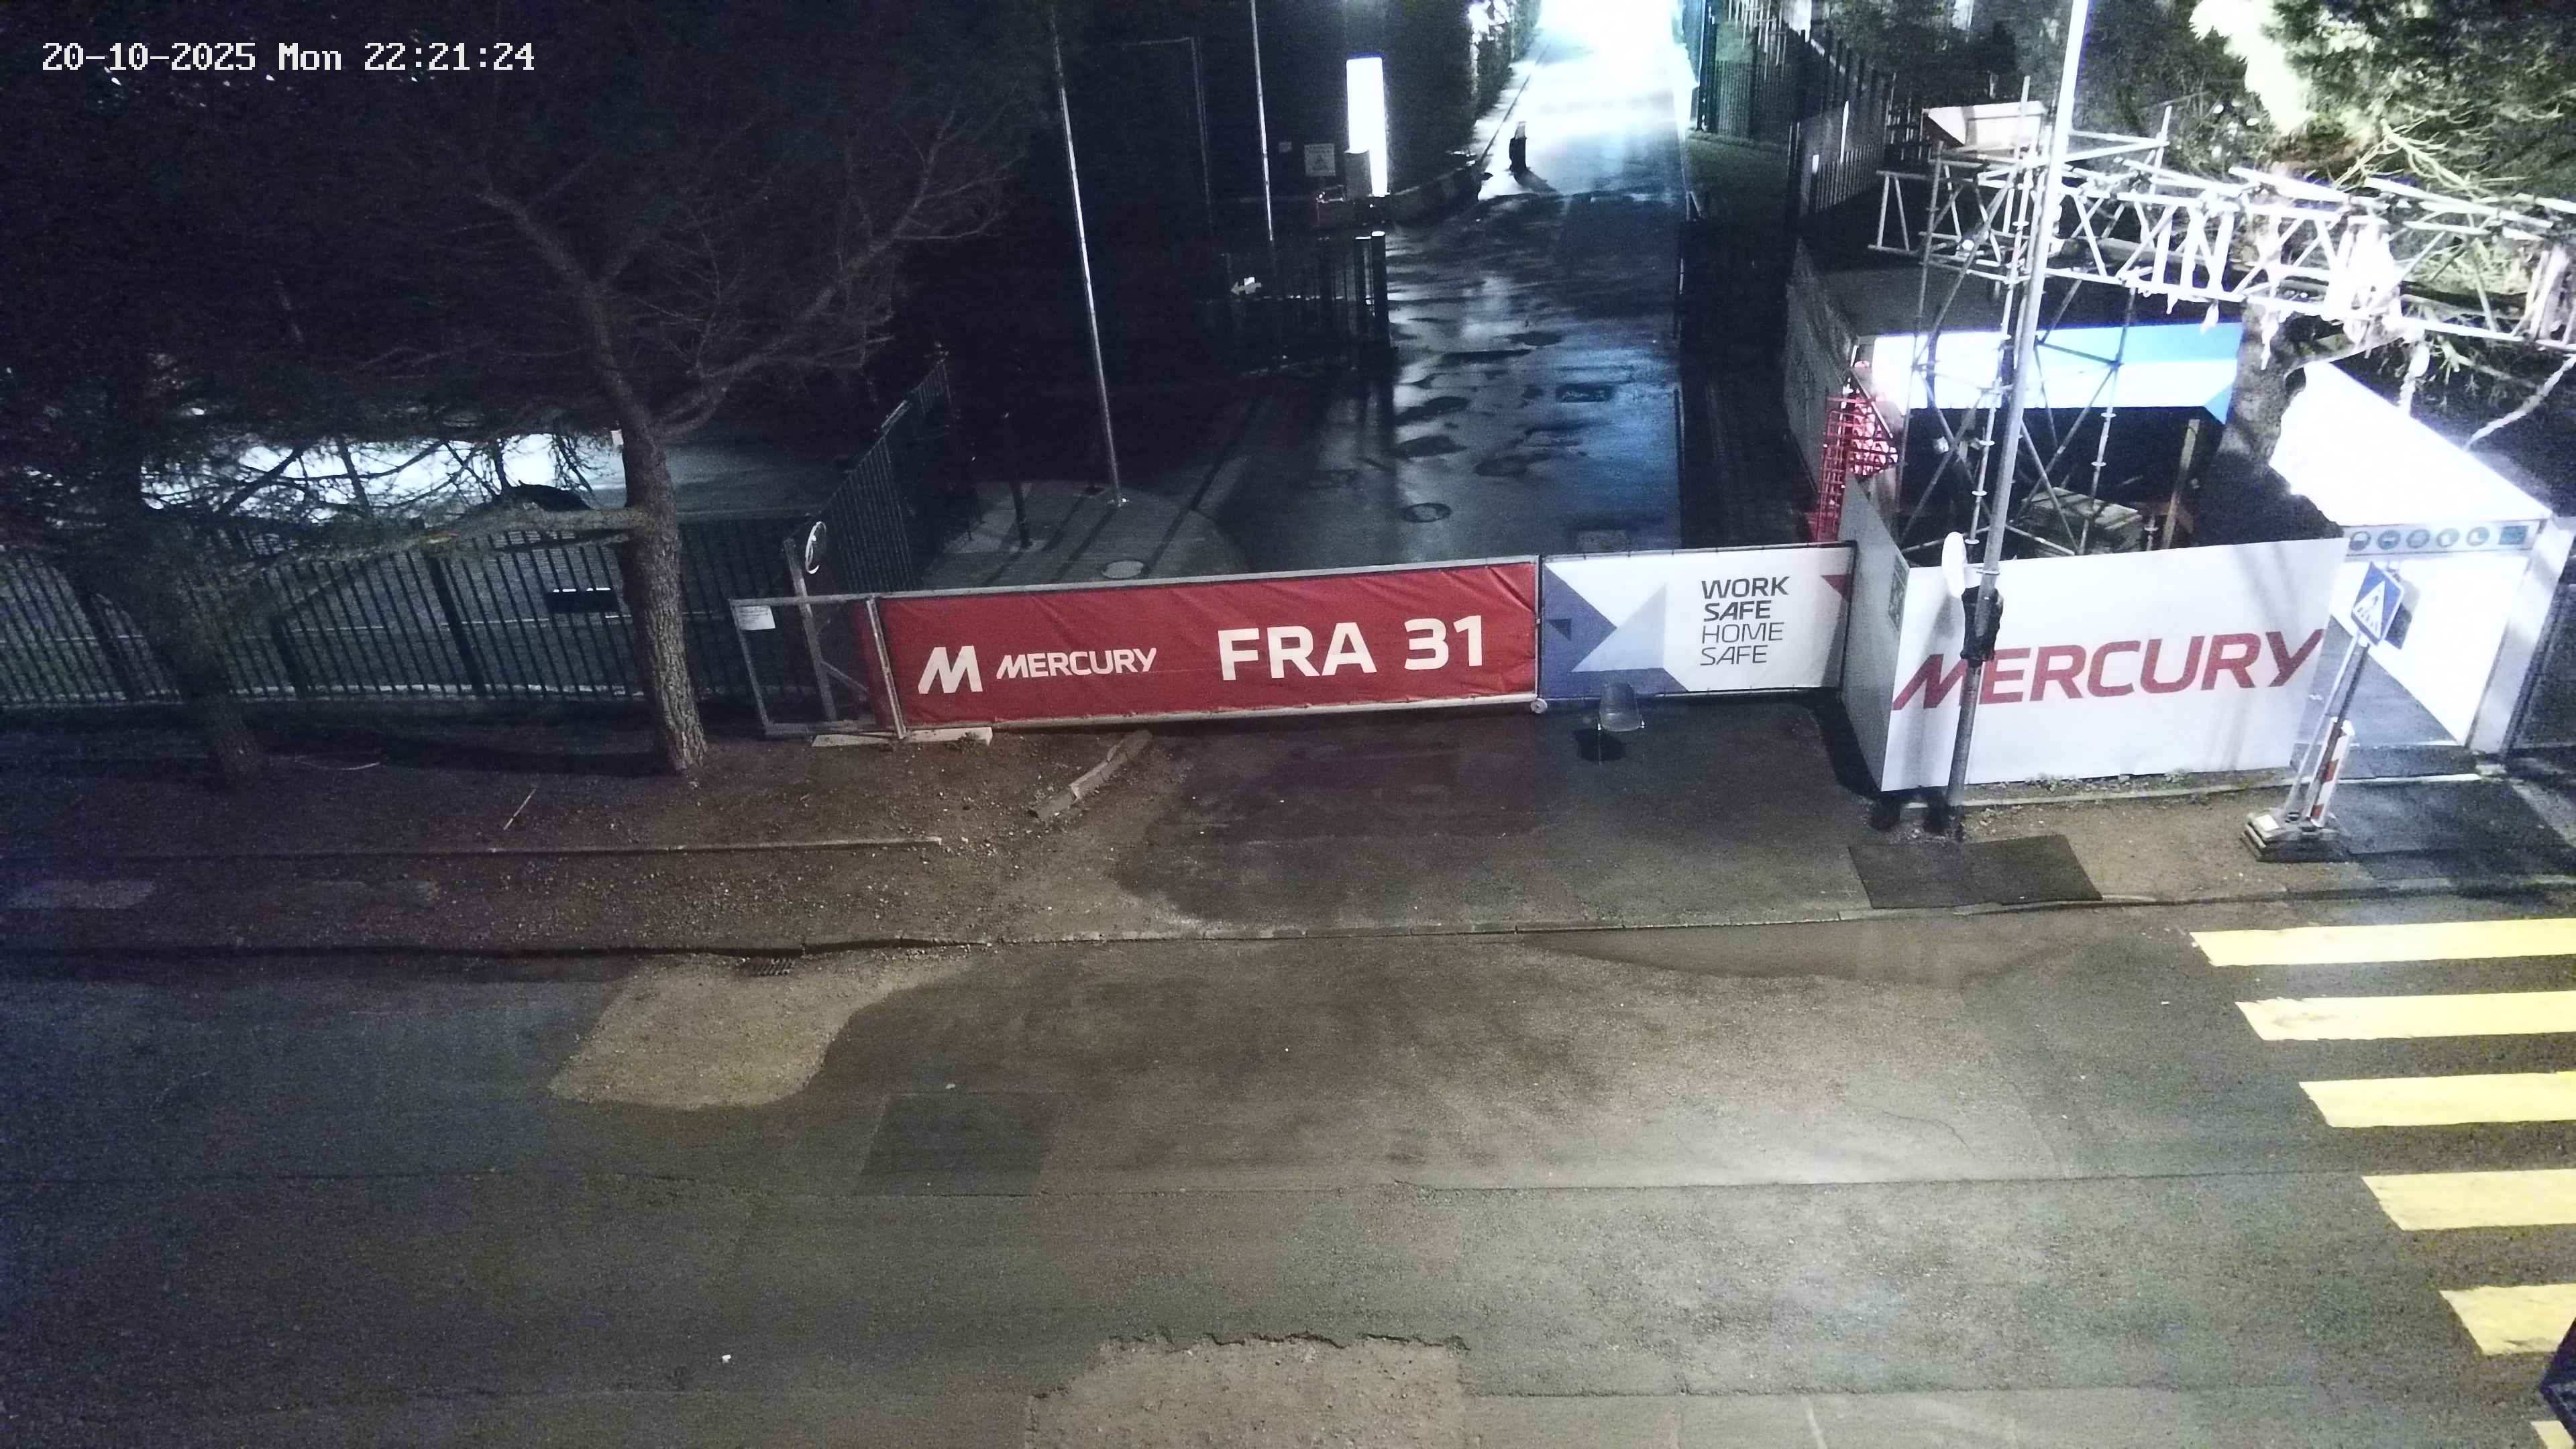 20-10-2025 Mon 22:21:24
MERCURY FRA 31
WORK
SAFE
HOME
SAFE
MERCURY